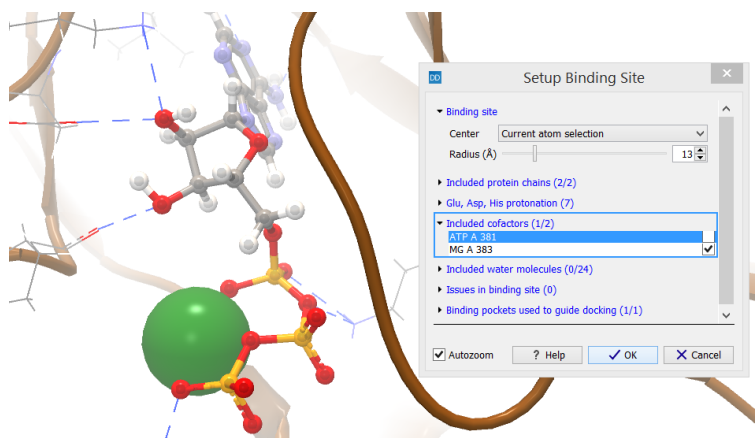 DD Setup Binding Site
Binding site
Center Current atom selection
Radius (Å) 13
Included protein chains (2/2)
Glu, Asp, His protonation (7)
Included cofactors (1/2)
ATP A 381
MG A 383
Included water molecules (0/24)
Issues in binding site (0)
Binding pockets used to guide docking (1/1)
Autozoom ? Help OK Cancel